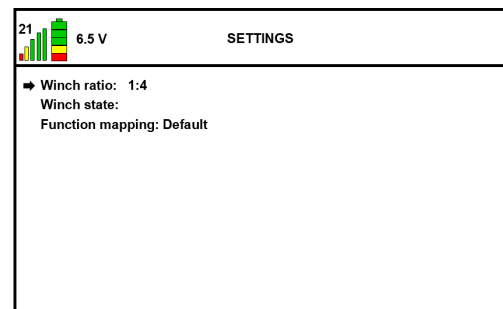 21
6.5 V
SETTINGS
Winch ratio: 1:4
Winch state:
Function mapping: Default